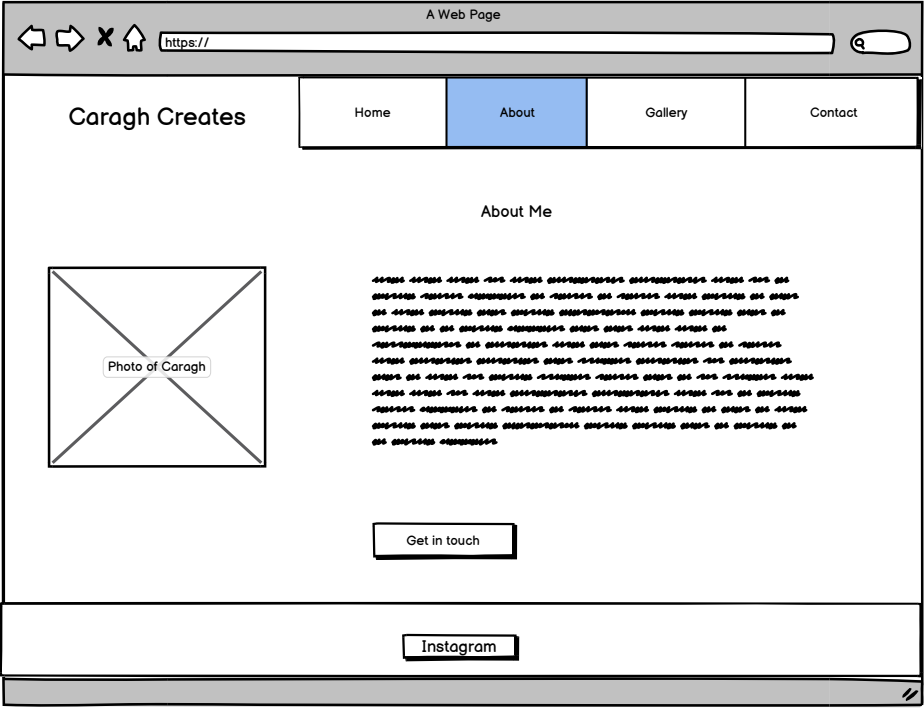 A Web Page
https://
Caragh Creates
Home
About
Gallery
Contact
About Me
Photo of Caragh
Get in touch
Instagram